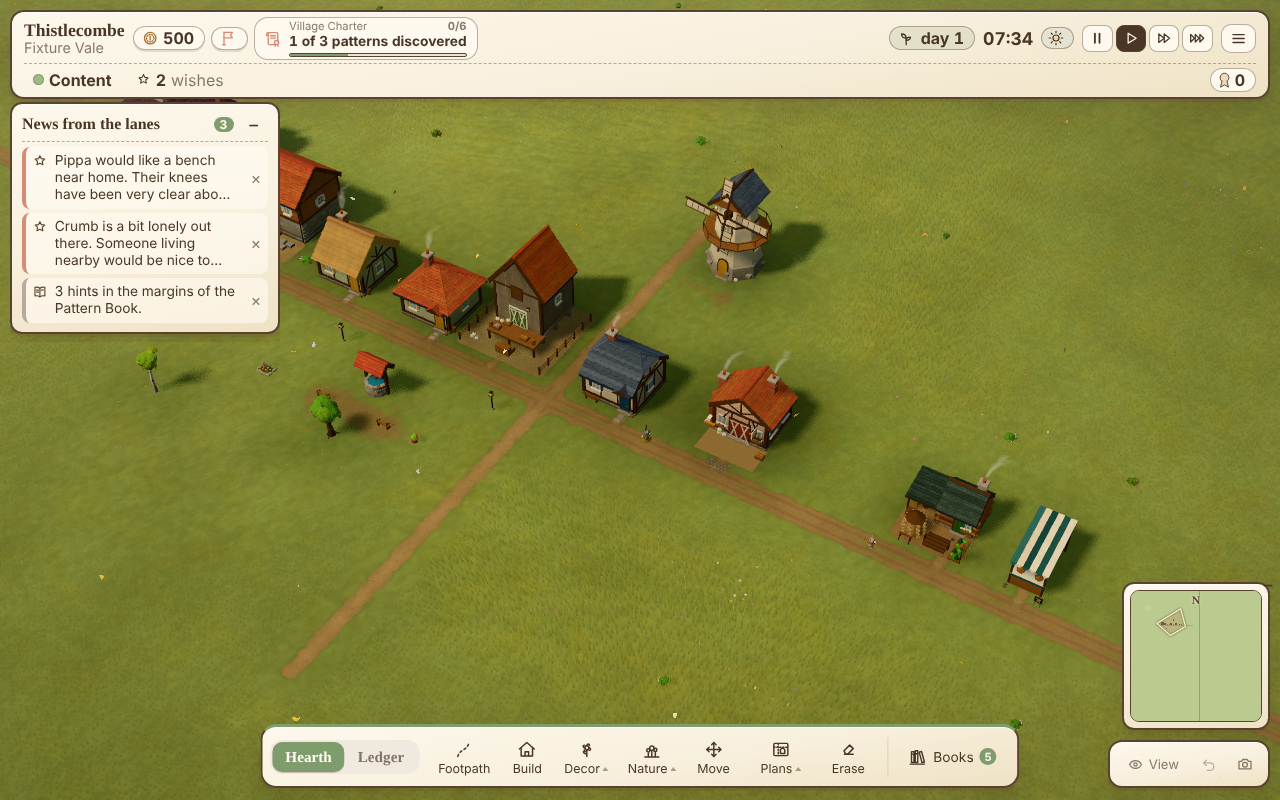 Thistlecombe
Fixture Vale
500
Village Charter 0/6
1 of 3 patterns discovered
day 1
07:34
Content
2 wishes
0
News from the lanes
3
Pippa would like a bench
near home. Their knees
have been very clear abo...
Crumb is a bit lonely out
there. Someone living
nearby would be nice to...
3 hints in the margins of the
Pattern Book.
N
Hearth
Ledger
Footpath
Build
Decor
Nature
Move
Plans
Erase
Books 5
View